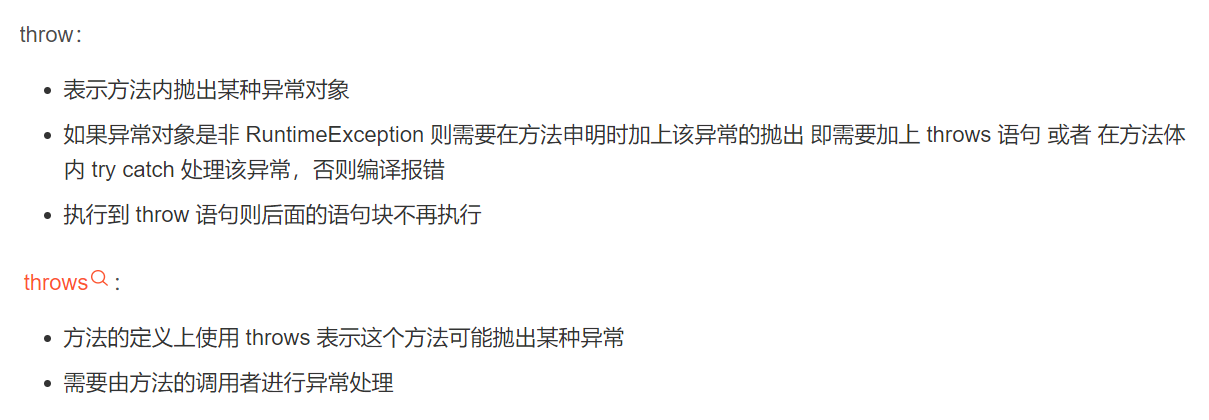 throw：
表示方法内抛出某种异常对象
如果异常对象是非 RuntimeException 则需要在方法申明时加上该异常的抛出 即需要加上 throws 语句 或者 在方法体
内 try catch 处理该异常，否则编译报错
执行到 throw 语句则后面的语句块不再执行
throws：
方法的定义上使用 throws 表示这个方法可能抛出某种异常
需要由方法的调用者进行异常处理